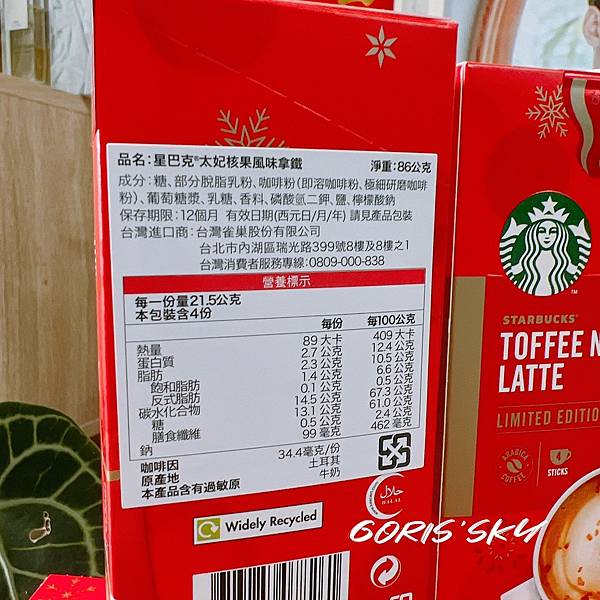 品名:星巴克®太妃核果風味拿鐵 淨重:86公克
成分:糖、部分脫脂乳粉、咖啡粉(即溶咖啡粉、極細研磨咖啡
粉)、葡萄糖漿、乳糖、香料、磷酸氫二鉀、鹽、檸檬酸鈉
保存期限:12個月 有效日期(西元日/月/年) 請見產品包裝
台灣進口商:台灣雀巢股份有限公司
台北市內湖區瑞光路399號8樓及8樓之1
台灣消費者服務專線:0809-000-838
營養標示
每一份量21.5公克
本包裝含4份
每份 每100公克
熱量 89 大卡 409 大卡
蛋白質 2.7 公克 12.4 公克
脂肪 2.3 公克 10.5 公克
飽和脂肪 1.4 公克 6.6 公克
反式脂肪 0.1 公克 0.5 公克
碳水化合物 14.5 公克 67.3 公克
糖 13.1 公克 61.0 公克
膳食纖維 0.5 公克 2.4 公克
鈉 99 毫克 462 毫克
咖啡因 34.4毫克/份
原產地 土耳其
本產品含有過敏原 牛奶
حلال
HALAL
Widely Recycled
STARBUCKS®
TOFFEE N
LATTE
LIMITED EDITIO
ARABICA
COFFEE
4
STICKS
GORIS'SKY